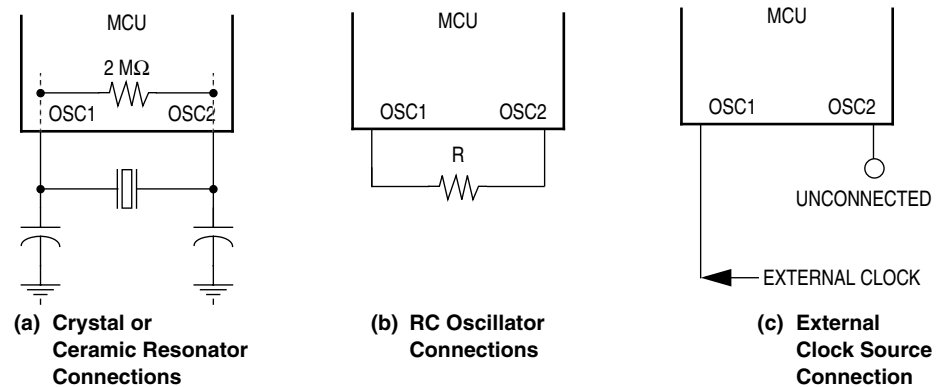 MCU
2 MΩ
OSC1
OSC2
(a) Crystal or
Ceramic Resonator
Connections
MCU
OSC1
OSC2
R
(b) RC Oscillator
Connections
MCU
OSC1
OSC2
UNCONNECTED
EXTERNAL CLOCK
(c) External
Clock Source
Connection